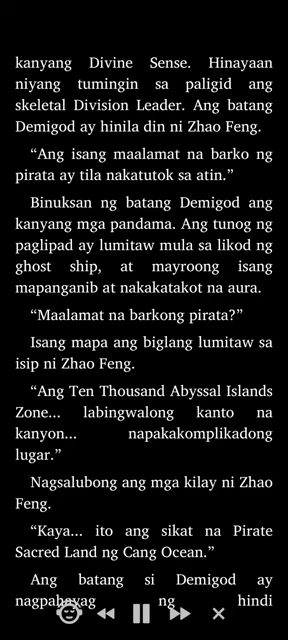 kanyang Divine Sense. Hinayaan
niyang tumingin sa paligid ang
skeletal Division Leader. Ang batang
Demigod ay hinila din ni Zhao Feng.
“Ang isang maalamat na barko ng
pirata ay tila nakatutok sa atin.”
Binuksan ng batang Demigod ang
kanyang mga pandama. Ang tunog ng
paglipad ay lumitaw mula sa likod ng
ghost ship, at mayroong isang
mapanganib at nakakatakot na aura.
“Maalamat na barkong pirata?”
Isang mapa ang biglang lumitaw sa
isip ni Zhao Feng.
“Ang Ten Thousand Abyssal Islands
Zone... labingwalong kanto na
kanyon... napakakomplikadong
lugar.”
Nagsalubong ang mga kilay ni Zhao
Feng.
“Kaya... ito ang sikat na Pirate
Sacred Land ng Cang Ocean.”
Ang batang si Demigod ay
nagpahayag ng hindi